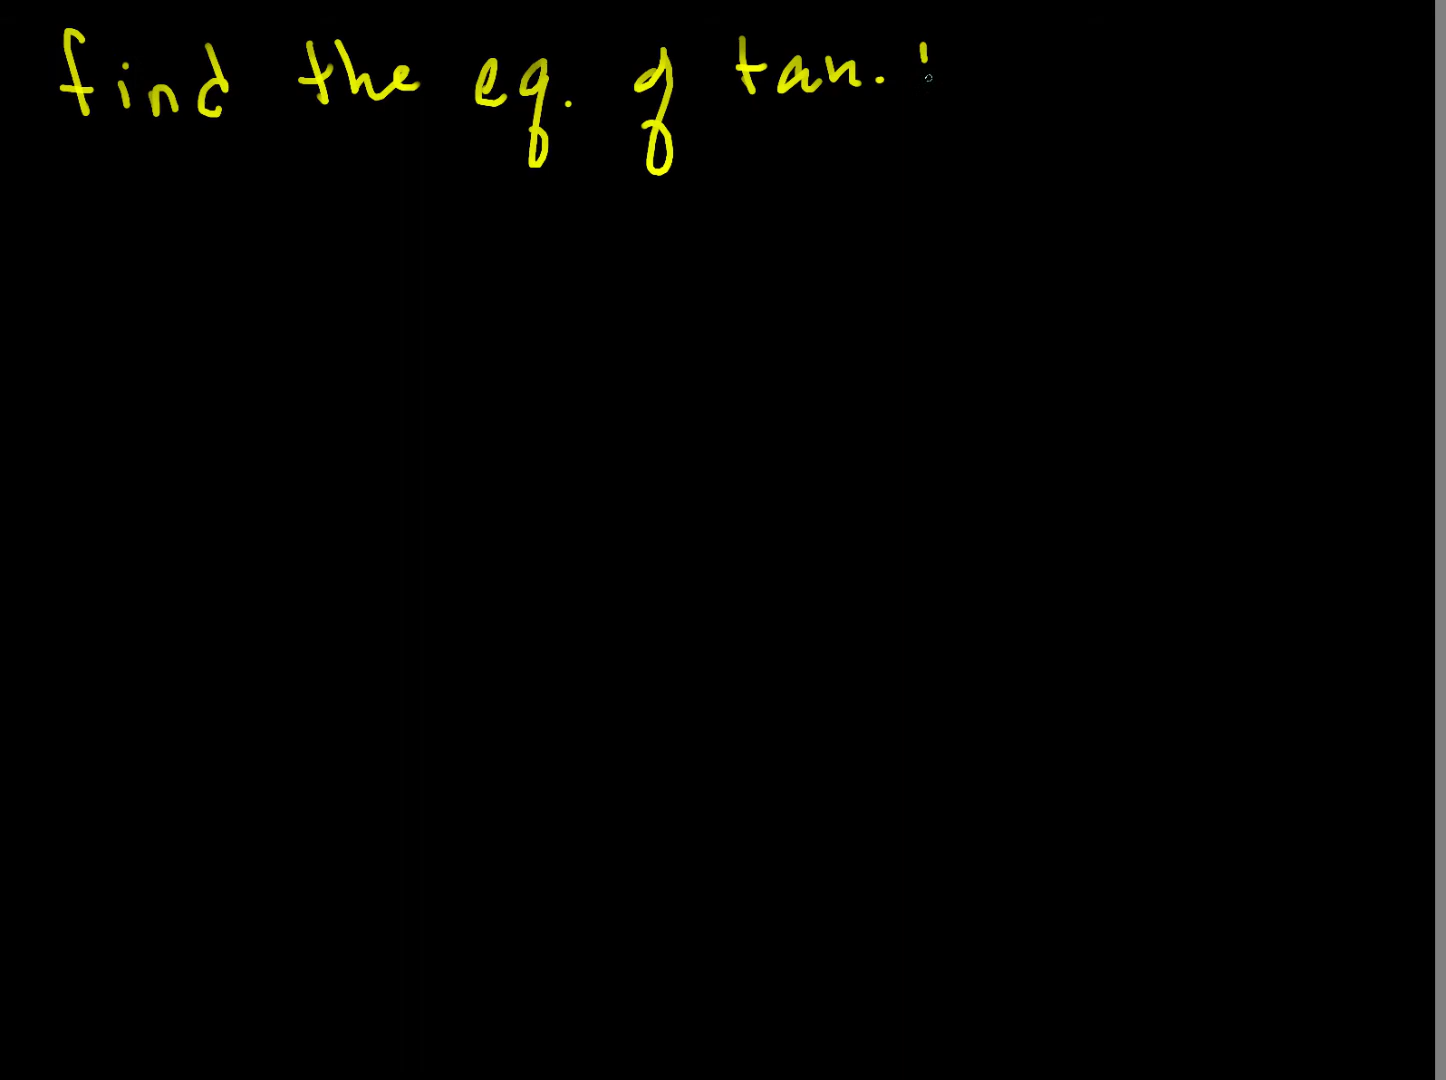 find the eq. of tan.